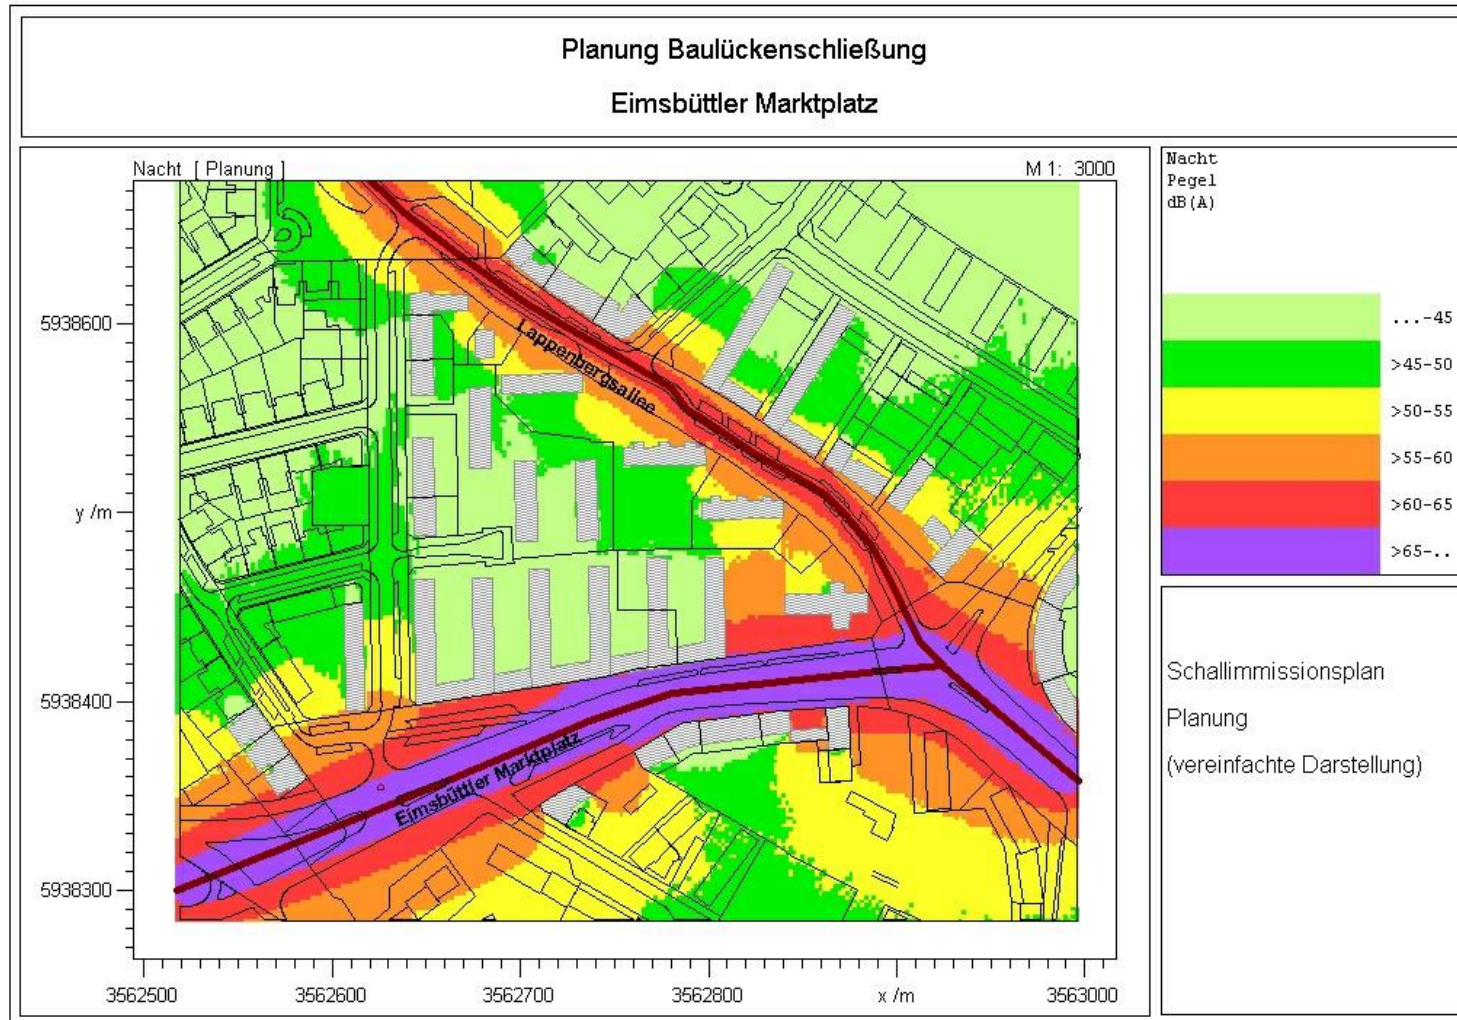 Planung Baulückenschließung
Eimsbüttler Marktplatz
Nacht [ Planung ]
M 1: 3000
Nacht
Pegel
dB(A)
...-45
>45-50
>50-55
>55-60
>60-65
>65-..
Schallimmissionsplan
Planung
(vereinfachte Darstellung)
5938600
y /m
5938400
5938300
Lappenbergsallee
Eimsbüttler Marktplatz
3562500
3562600
3562700
3562800
x /m
3563000